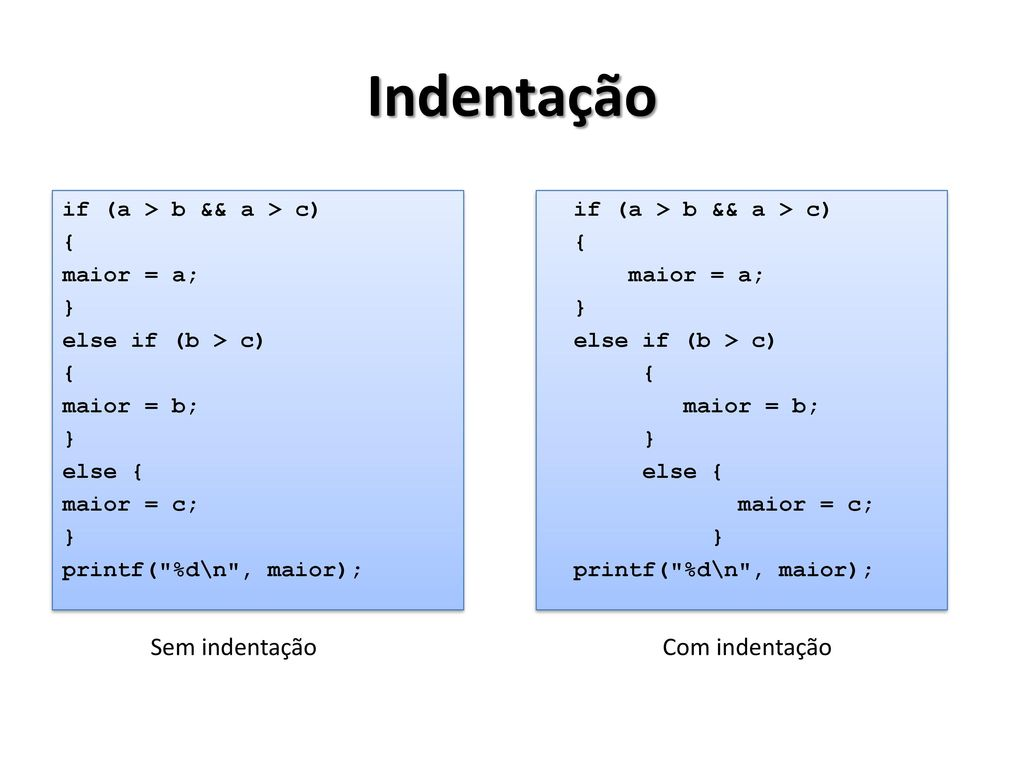 Indentação
if (a > b && a > c)
{
maior = a;
}
else if (b > c)
{
maior = b;
}
else {
maior = c;
}
printf("%d\n", maior);
Sem indentação
if (a > b && a > c)
{
    maior = a;
}
else if (b > c)
     {
        maior = b;
     }
     else {
            maior = c;
          }
printf("%d\n", maior);
Com indentação